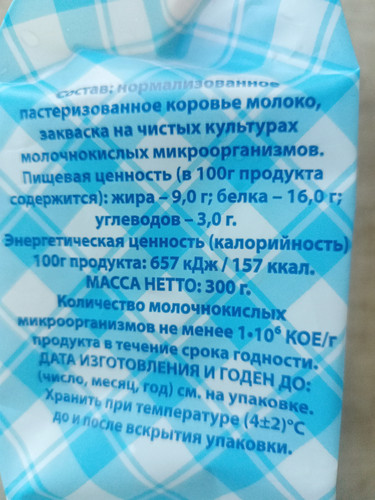 Состав: нормализованное
пастеризованное коровье молоко,
закваска на чистых культурах
молочнокислых микроорганизмов.
Пищевая ценность (в 100г продукта
содержится): жира – 9,0 г; белка – 16,0 г;
углеводов – 3,0 г.
Энергетическая ценность (калорийность)
100г продукта: 657 кДж / 157 ккал.
МАССА НЕТТО: 300 г.
Количество молочнокислых
микроорганизмов не менее 1•10⁶ КОЕ/г
продукта в течение срока годности.
ДАТА ИЗГОТОВЛЕНИЯ И ГОДЕН ДО:
(число, месяц, год) см. на упаковке.
Хранить при температуре (4±2)°C
до и после вскрытия упаковки.